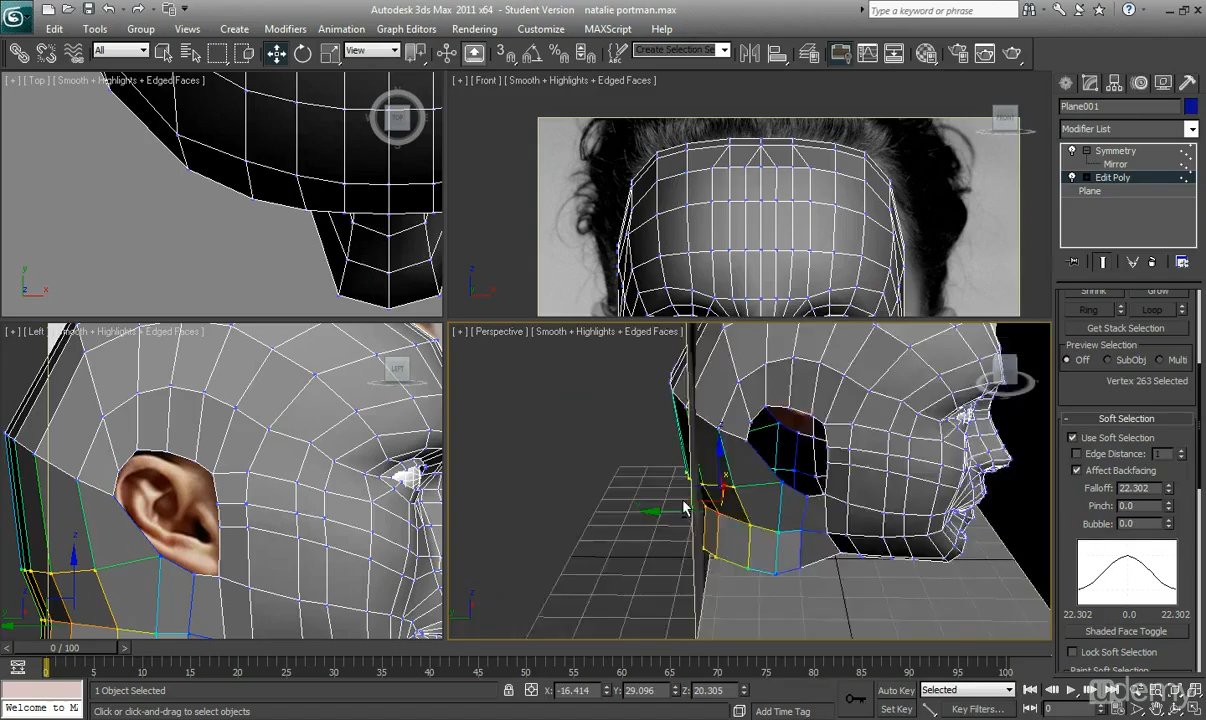 Autodesk 3ds Max 2011 x64 - Student Version natalie portman.max
Type a keyword or phrase
Edit Tools Group Views Create Modifiers Animation Graph Editors Rendering Customize MAXScript Help
All
View
Create Selection Se
[ + ] [ Top ] [ Smooth + Highlights + Edged Faces ]
[ + ] [ Front ] [ Smooth + Highlights + Edged Faces ]
TOP
FRONT
Plane001
Modifier List
Symmetry
Mirror
Edit Poly
Plane
Shrink Grow
Ring Loop
Get Stack Selection
Preview Selection
Off SubObj Multi
Vertex 263 Selected
Soft Selection
Use Soft Selection
Edge Distance: 1
Affect Backfacing
Falloff: 22.302
Pinch: 0.0
Bubble: 0.0
22.302 0.0 22.302
Shaded Face Toggle
Lock Soft Selection
Paint Soft Selection
[ + ] [ Left ] [ Smooth + Highlights + Edged Faces ]
[ + ] [ Perspective ] [ Smooth + Highlights + Edged Faces ]
LEFT
0 / 100
0 5 10 15 20 25 30 35 40 45 50 55 60 65 70 75 80 85 90 95 100
1 Object Selected
X: -16.414 Y: 29.096 Z: 20.305
Auto Key Selected
Welcome to M
Click or click-and-drag to select objects
Add Time Tag
Set Key Key Filters... 0
udemy